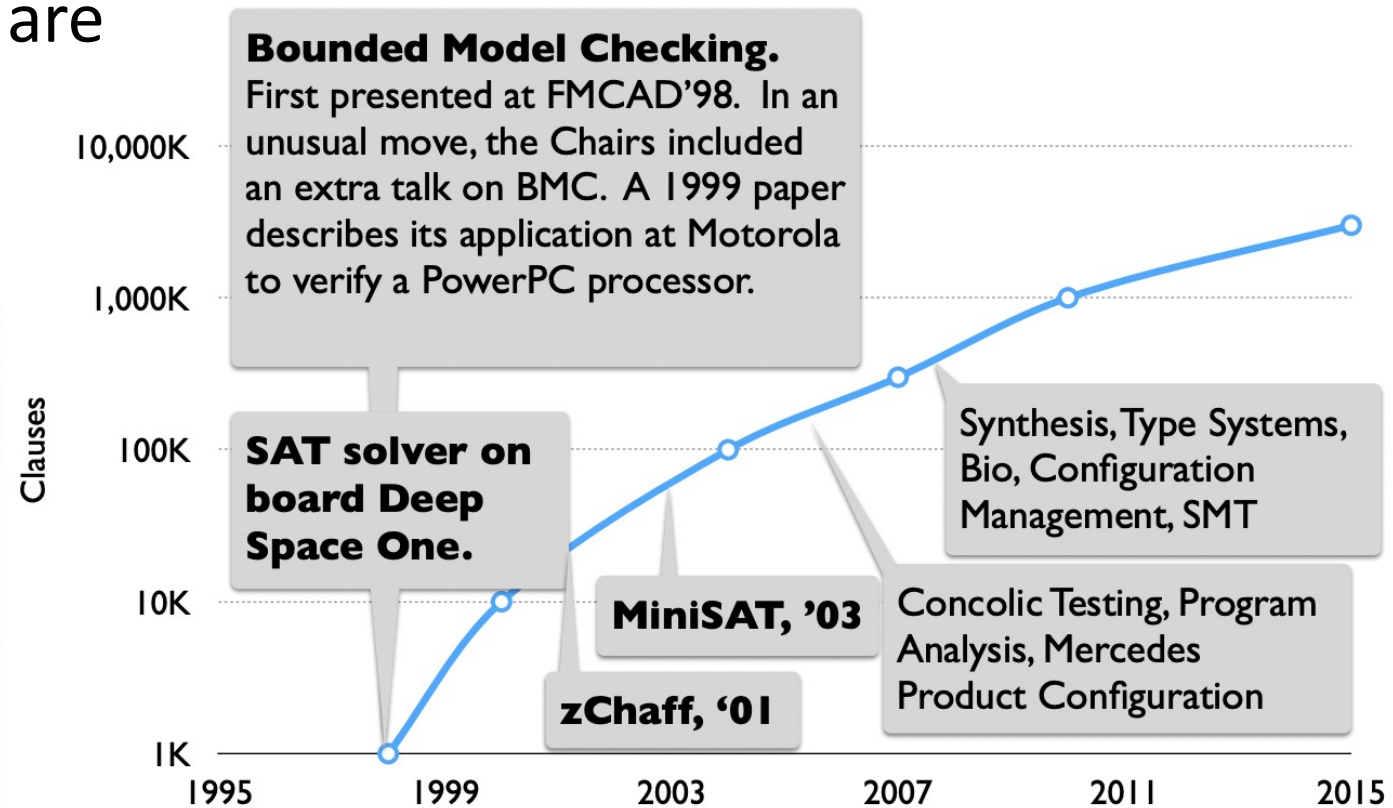 are
Bounded Model Checking.
First presented at FMCAD’98. In an
unusual move, the Chairs included
an extra talk on BMC. A 1999 paper
describes its application at Motorola
to verify a PowerPC processor.
10,000K
1,000K
100K
10K
1K
Clauses
SAT solver on
board Deep
Space One.
Synthesis, Type Systems,
Bio, Configuration
Management, SMT
MiniSAT, ’03
Concolic Testing, Program
Analysis, Mercedes
Product Configuration
zChaff, ‘01
1995
1999
2003
2007
2011
2015